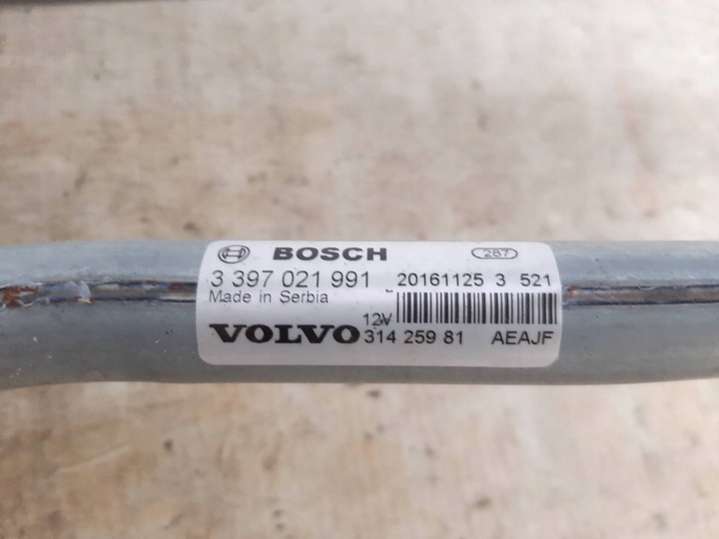 BOSCH 287
3 397 021 991 20161125 3 521
Made in Serbia
12V
VOLVO 314 259 81 AEAJF